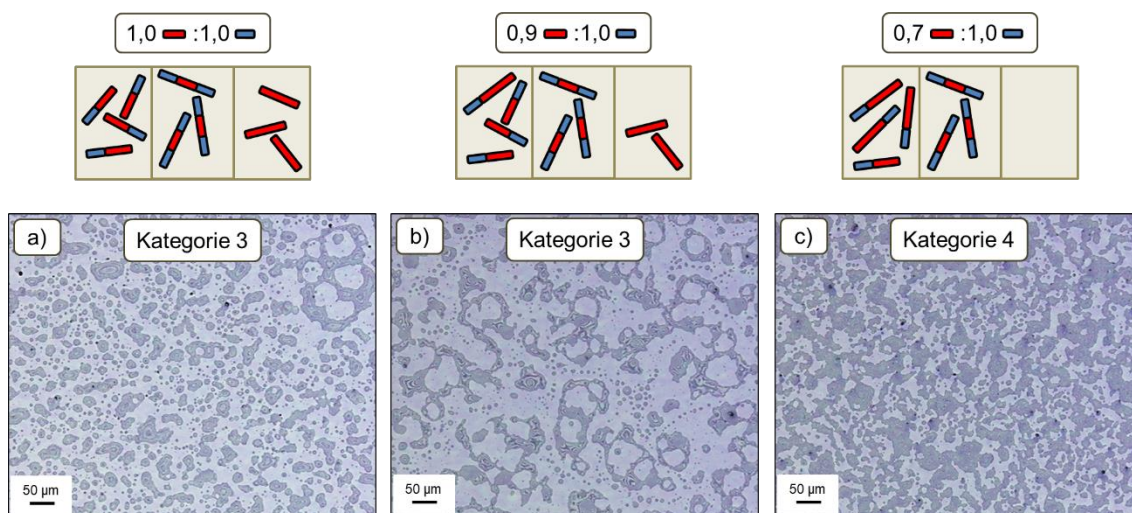 1,0 :1,0
0,9 :1,0
0,7 :1,0
a) Kategorie 3
b) Kategorie 3
c) Kategorie 4
50 µm
50 µm
50 µm